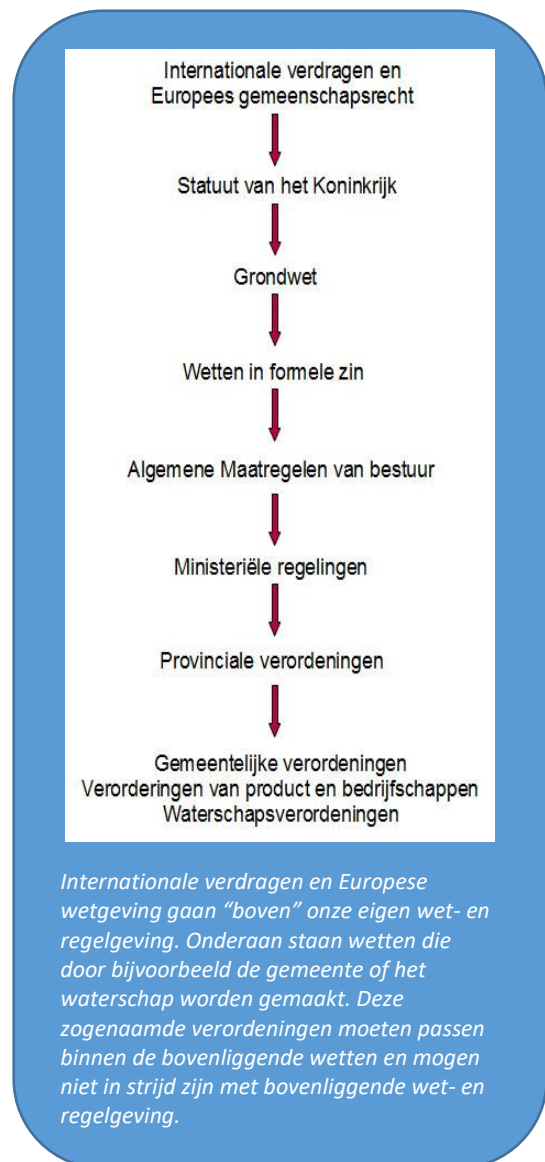 Internationale verdragen en
Europees gemeenschapsrecht
Statuut van het Koninkrijk
Grondwet
Wetten in formele zin
Algemene Maatregelen van bestuur
Ministeriële regelingen
Provinciale verordeningen
Gemeentelijke verordeningen
Verorderingen van product en bedrijfschappen
Waterschapsverordeningen
Internationale verdragen en Europese
wetgeving gaan “boven” onze eigen wet- en
regelgeving. Onderaan staan wetten die
door bijvoorbeeld de gemeente of het
waterschap worden gemaakt. Deze
zogenaamde verordeningen moeten passen
binnen de bovenliggende wetten en mogen
niet in strijd zijn met bovenliggende wet- en
regelgeving.